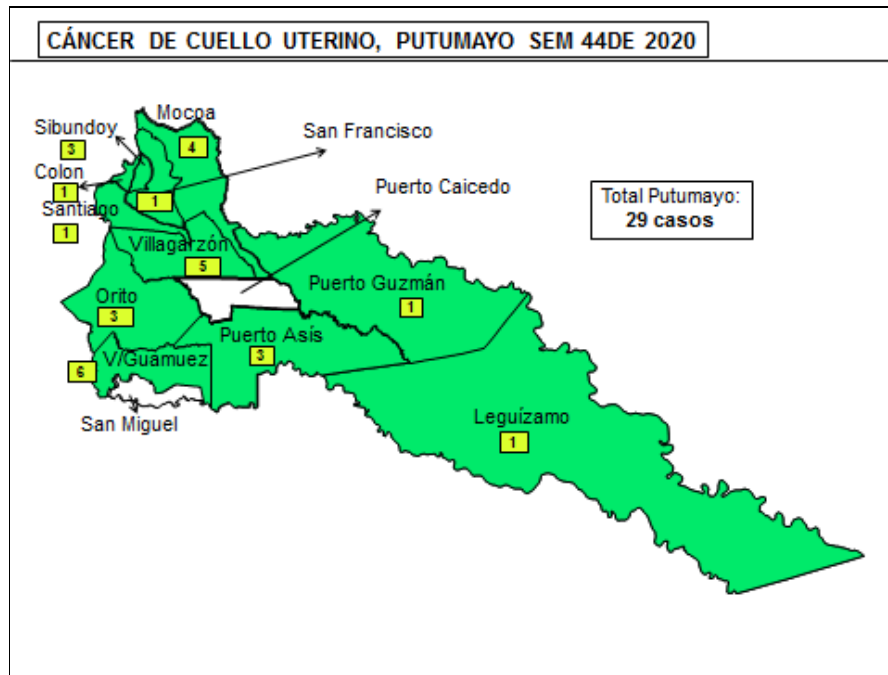 CÁNCER DE CUELLO UTERINO, PUTUMAYO SEM 44DE 2020
Mocoa
4
Sibundoy
3
San Francisco
1
Colon
1
Santiago
1
Puerto Caicedo
Total Putumayo:
29 casos
Villagarzón
5
Puerto Guzmán
1
Orito
3
Puerto Asís
3
V/Guamuez
6
San Miguel
Leguízamo
1